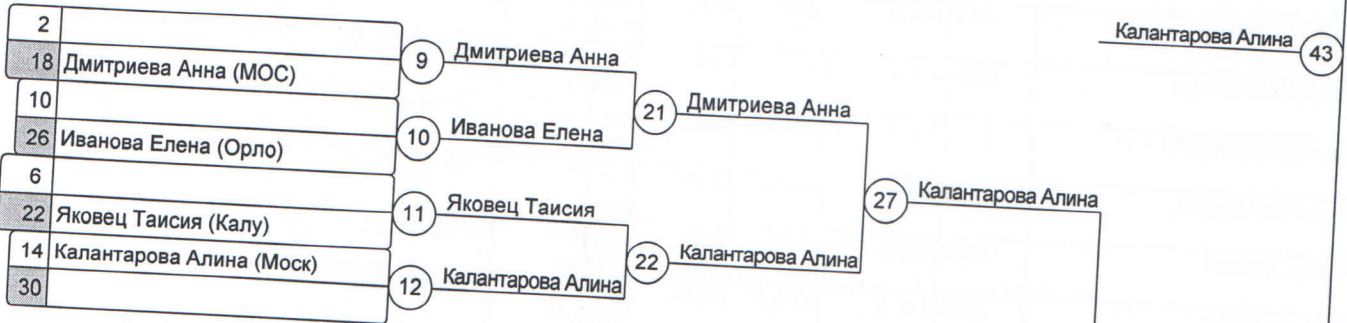 2
18 Дмитриева Анна (МОС)
10
26 Иванова Елена (Орло)
6
22 Яковец Таисия (Калу)
14 Калантарова Алина (Моск)
30
9 Дмитриева Анна
10 Иванова Елена
11 Яковец Таисия
12 Калантарова Алина
21 Дмитриева Анна
22 Калантарова Алина
27 Калантарова Алина
Калантарова Алина 43